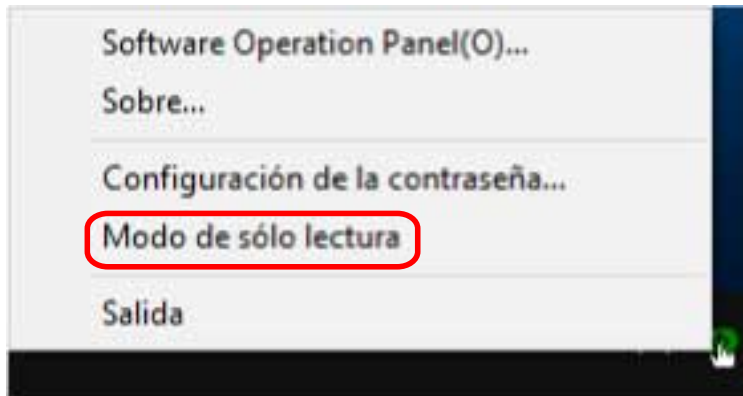 Software Operation Panel(O)...
Sobre...
Configuración de la contraseña...
Modo de sólo lectura
Salida